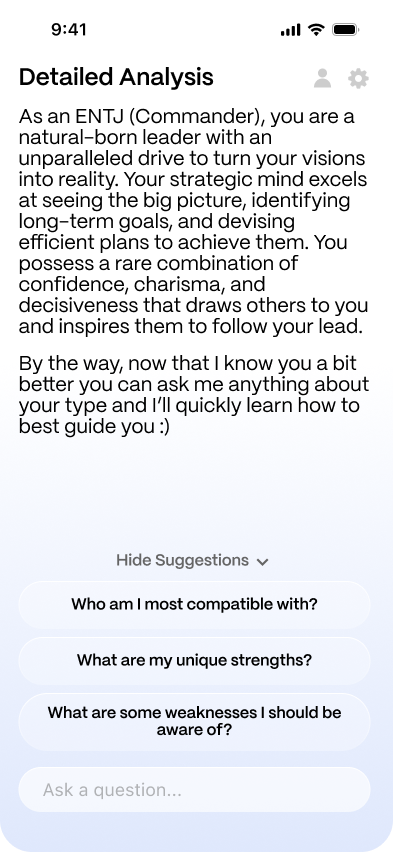 9:41
Detailed Analysis
As an ENTJ (Commander), you are a
natural-born leader with an
unparalleled drive to turn your visions
into reality. Your strategic mind excels
at seeing the big picture, identifying
long-term goals, and devising
efficient plans to achieve them. You
possess a rare combination of
confidence, charisma, and
decisiveness that draws others to you
and inspires them to follow your lead.
By the way, now that I know you a bit
better you can ask me anything about
your type and I’ll quickly learn how to
best guide you :)
Hide Suggestions
Who am I most compatible with?
What are my unique strengths?
What are some weaknesses I should be
aware of?
Ask a question...